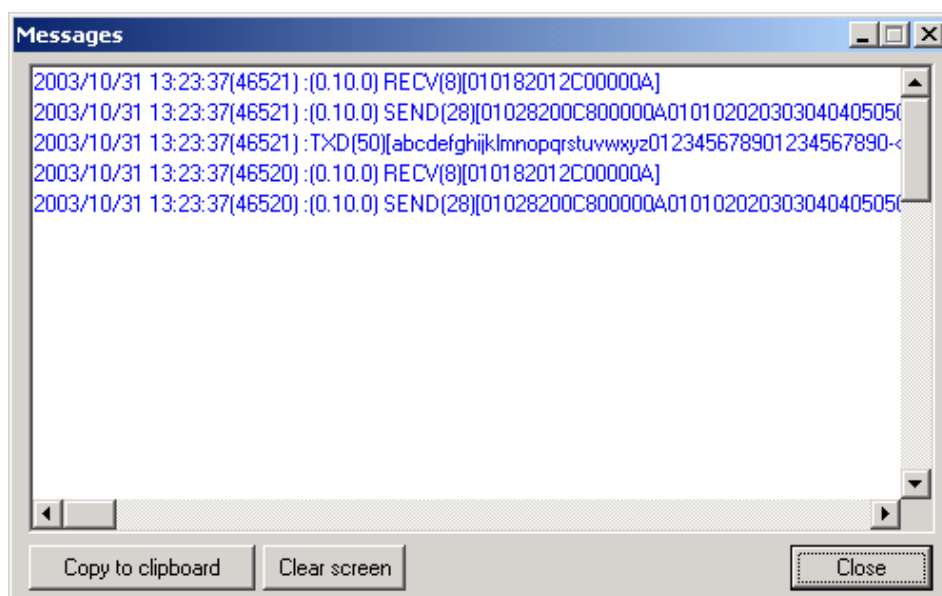 Messages
2003/10/31 13:23:37(46521) :(0.10.0) RECV(8)[010182012C00000A]
2003/10/31 13:23:37(46521) :(0.10.0) SEND(28)[01028200C800000A01010202030304040505(
2003/10/31 13:23:37(46521) :TXD(50)[abcdefghijklmnopqrstuvwxyz012345678901234567890-<
2003/10/31 13:23:37(46520) :(0.10.0) RECV(8)[010182012C00000A]
2003/10/31 13:23:37(46520) :(0.10.0) SEND(28)[01028200C800000A01010202030304040505(
Copy to clipboard Clear screen Close